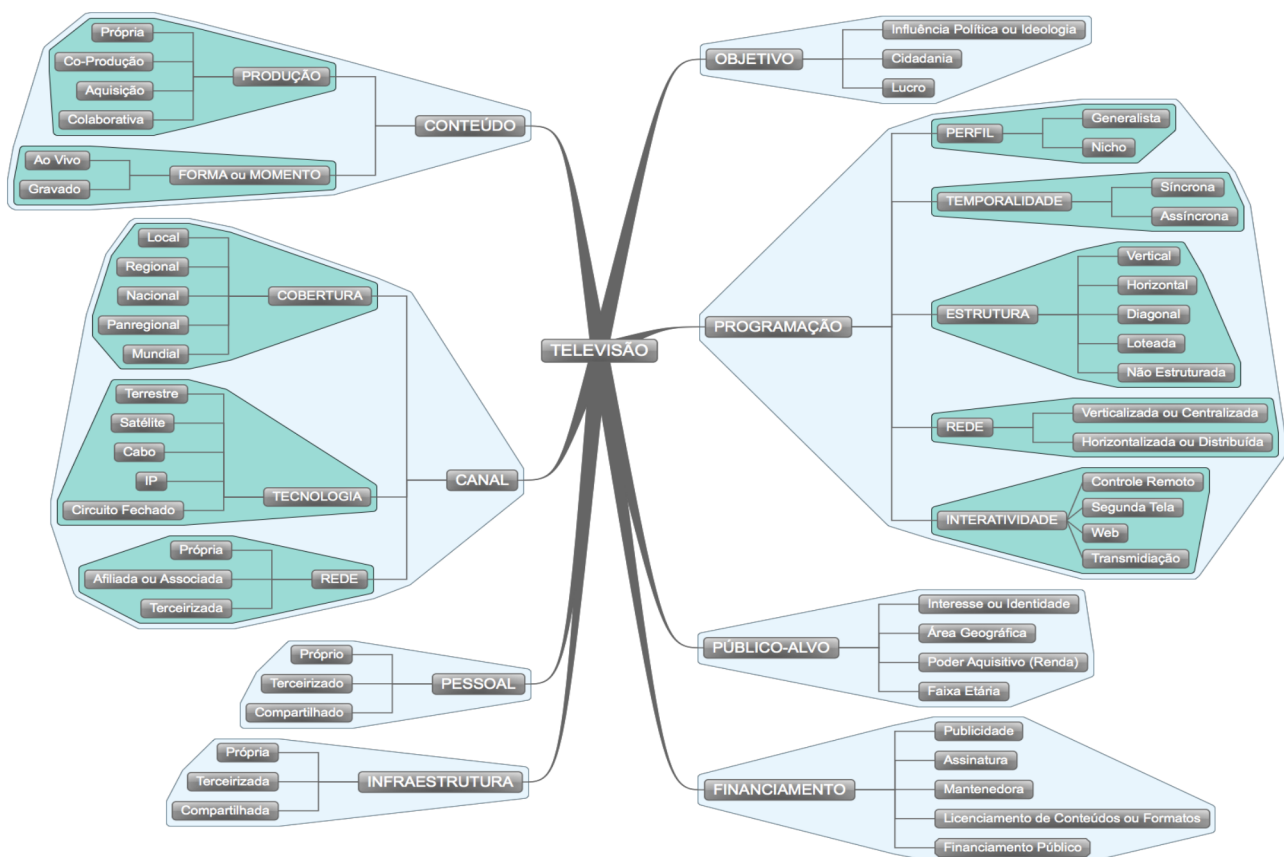 TELEVISÃO
CONTEÚDO
PRODUÇÃO
Própria
Co-Produção
Aquisição
Colaborativa
FORMA ou MOMENTO
Ao Vivo
Gravado
CANAL
COBERTURA
Local
Regional
Nacional
Panregional
Mundial
TECNOLOGIA
Terrestre
Satélite
Cabo
IP
Circuito Fechado
REDE
Própria
Afiliada ou Associada
Terceirizada
PESSOAL
Próprio
Terceirizado
Compartilhado
INFRAESTRUTURA
Própria
Terceirizada
Compartilhada
OBJETIVO
Influência Política ou Ideologia
Cidadania
Lucro
PROGRAMAÇÃO
PERFIL
Generalista
Nicho
TEMPORALIDADE
Síncrona
Assíncrona
ESTRUTURA
Vertical
Horizontal
Diagonal
Loteada
Não Estruturada
REDE
Verticalizada ou Centralizada
Horizontalizada ou Distribuída
INTERATIVIDADE
Controle Remoto
Segunda Tela
Web
Transmidiação
PÚBLICO-ALVO
Interesse ou Identidade
Área Geográfica
Poder Aquisitivo (Renda)
Faixa Etária
FINANCIAMENTO
Publicidade
Assinatura
Mantenedora
Licenciamento de Conteúdos ou Formatos
Financiamento Público